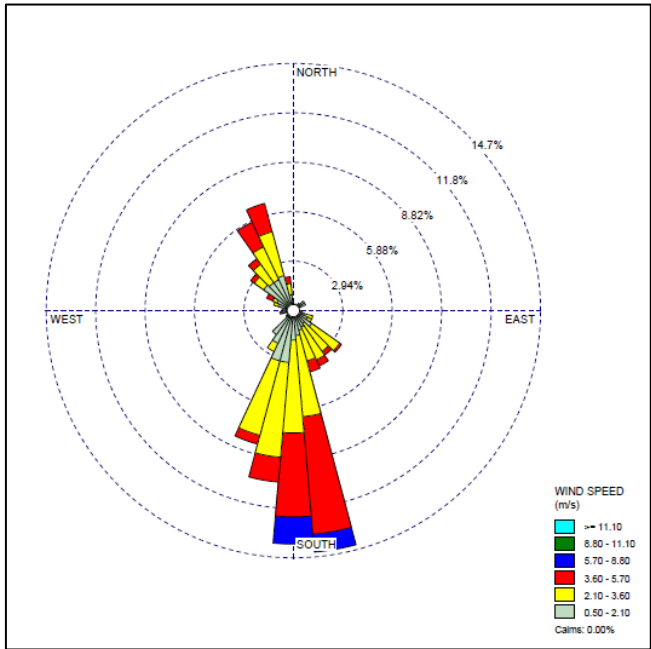 NORTH
14.7%
11.8%
8.82%
5.88%
2.94%
WEST
EAST
SOUTH
WIND SPEED
(m/s)
>= 11.10
8.80 - 11.10
5.70 - 8.80
3.60 - 5.70
2.10 - 3.60
0.50 - 2.10
Calms: 0.00%